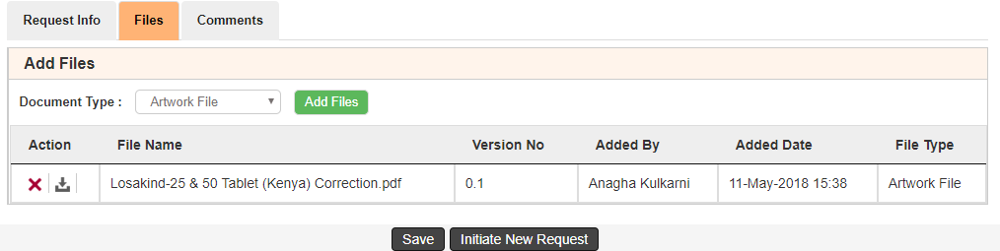 Request Info Files Comments
Add Files
Document Type : Artwork File Add Files
Action File Name Version No Added By Added Date File Type
Losakind-25 & 50 Tablet (Kenya) Correction.pdf 0.1 Anagha Kulkarni 11-May-2018 15:38 Artwork File
Save Initiate New Request